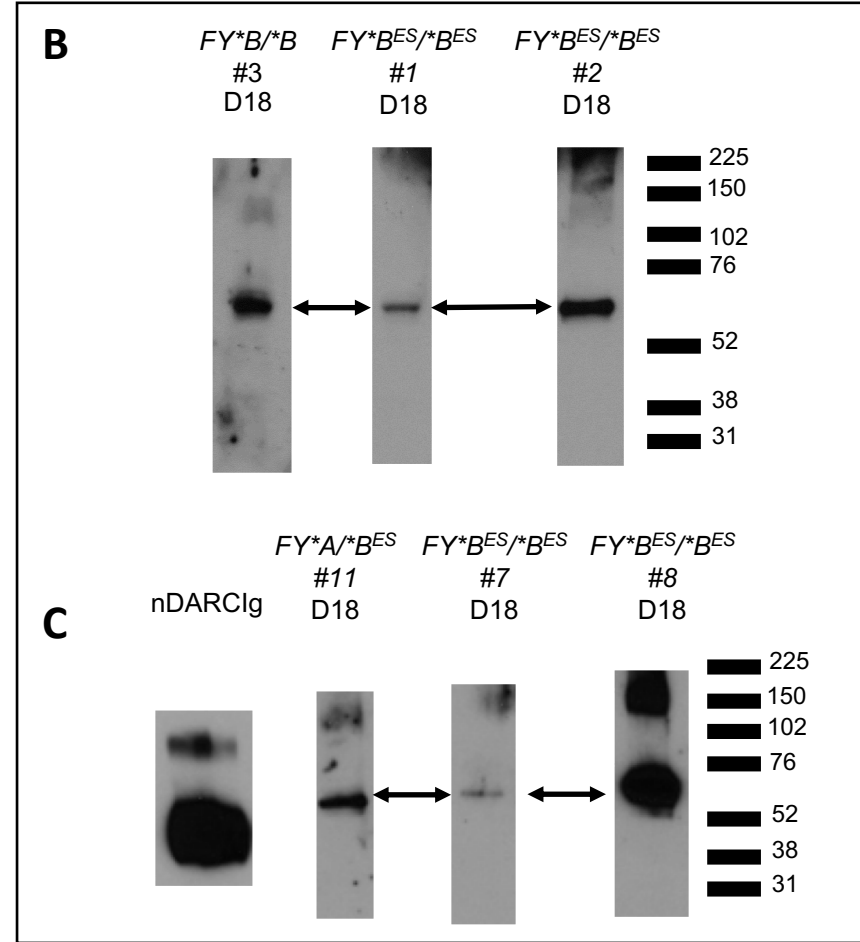 B
FY*B/*B
#3
D18
FY*B^ES/*B^ES
#1
D18
FY*B^ES/*B^ES
#2
D18
225
150
102
76
52
38
31
C
nDARCIg
FY*A/*B^ES
#11
D18
FY*B^ES/*B^ES
#7
D18
FY*B^ES/*B^ES
#8
D18
225
150
102
76
52
38
31